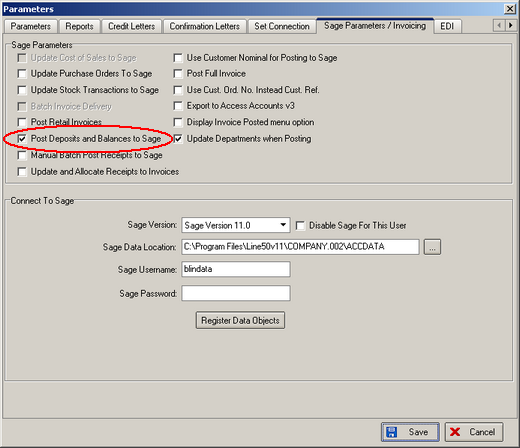 Parameters
Parameters Reports Credit Letters Confirmation Letters Set Connection Sage Parameters / Invoicing EDI
Sage Parameters
Update Cost of Sales to Sage
Update Purchase Orders To Sage
Update Stock Transactions to Sage
Batch Invoice Delivery
Post Retail Invoices
Post Deposits and Balances to Sage
Manual Batch Post Receipts to Sage
Update and Allocate Receipts to Invoices
Use Customer Nominal for Posting to Sage
Post Full Invoice
Use Cust. Ord. No. Instead Cust. Ref.
Export to Access Accounts v3
Display Invoice Posted menu option
Update Departments when Posting
Connect To Sage
Sage Version: Sage Version 11.0 Disable Sage For This User
Sage Data Location: C:\Program Files\Line50v11\COMPANY.002\ACCDATA ...
Sage Username: blindata
Sage Password:
Register Data Objects
Save Cancel